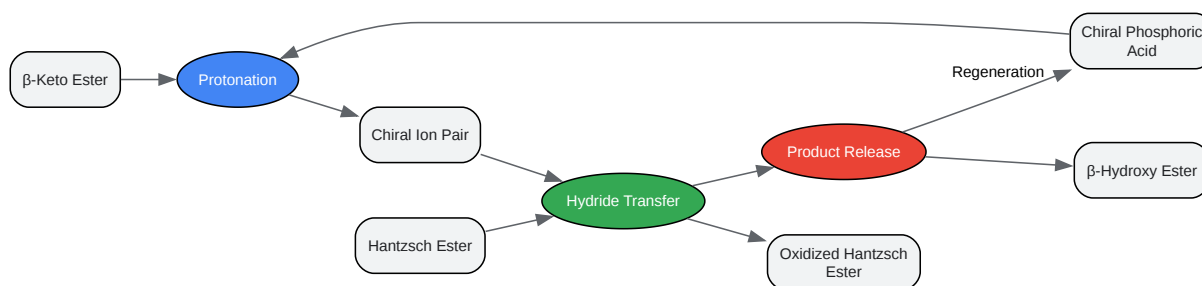 Chiral Phosphoric
Acid
β-Keto Ester
Protonation
Regeneration
Chiral Ion Pair
Product Release
β-Hydroxy Ester
Hydride Transfer
Hantzsch Ester
Oxidized Hantzsch
Ester